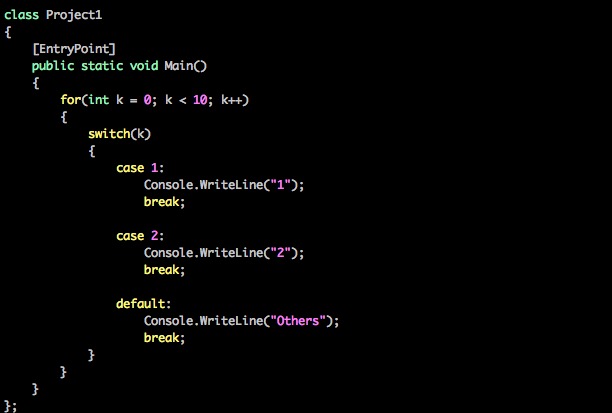 class Project1
{
    [EntryPoint]
    public static void Main()
    {
        for(int k = 0; k < 10; k++)
        {
            switch(k)
            {
                case 1:
                    Console.WriteLine("1");
                    break;

                case 2:
                    Console.WriteLine("2");
                    break;

                default:
                    Console.WriteLine("Others");
                    break;
            }
        }
    }
};